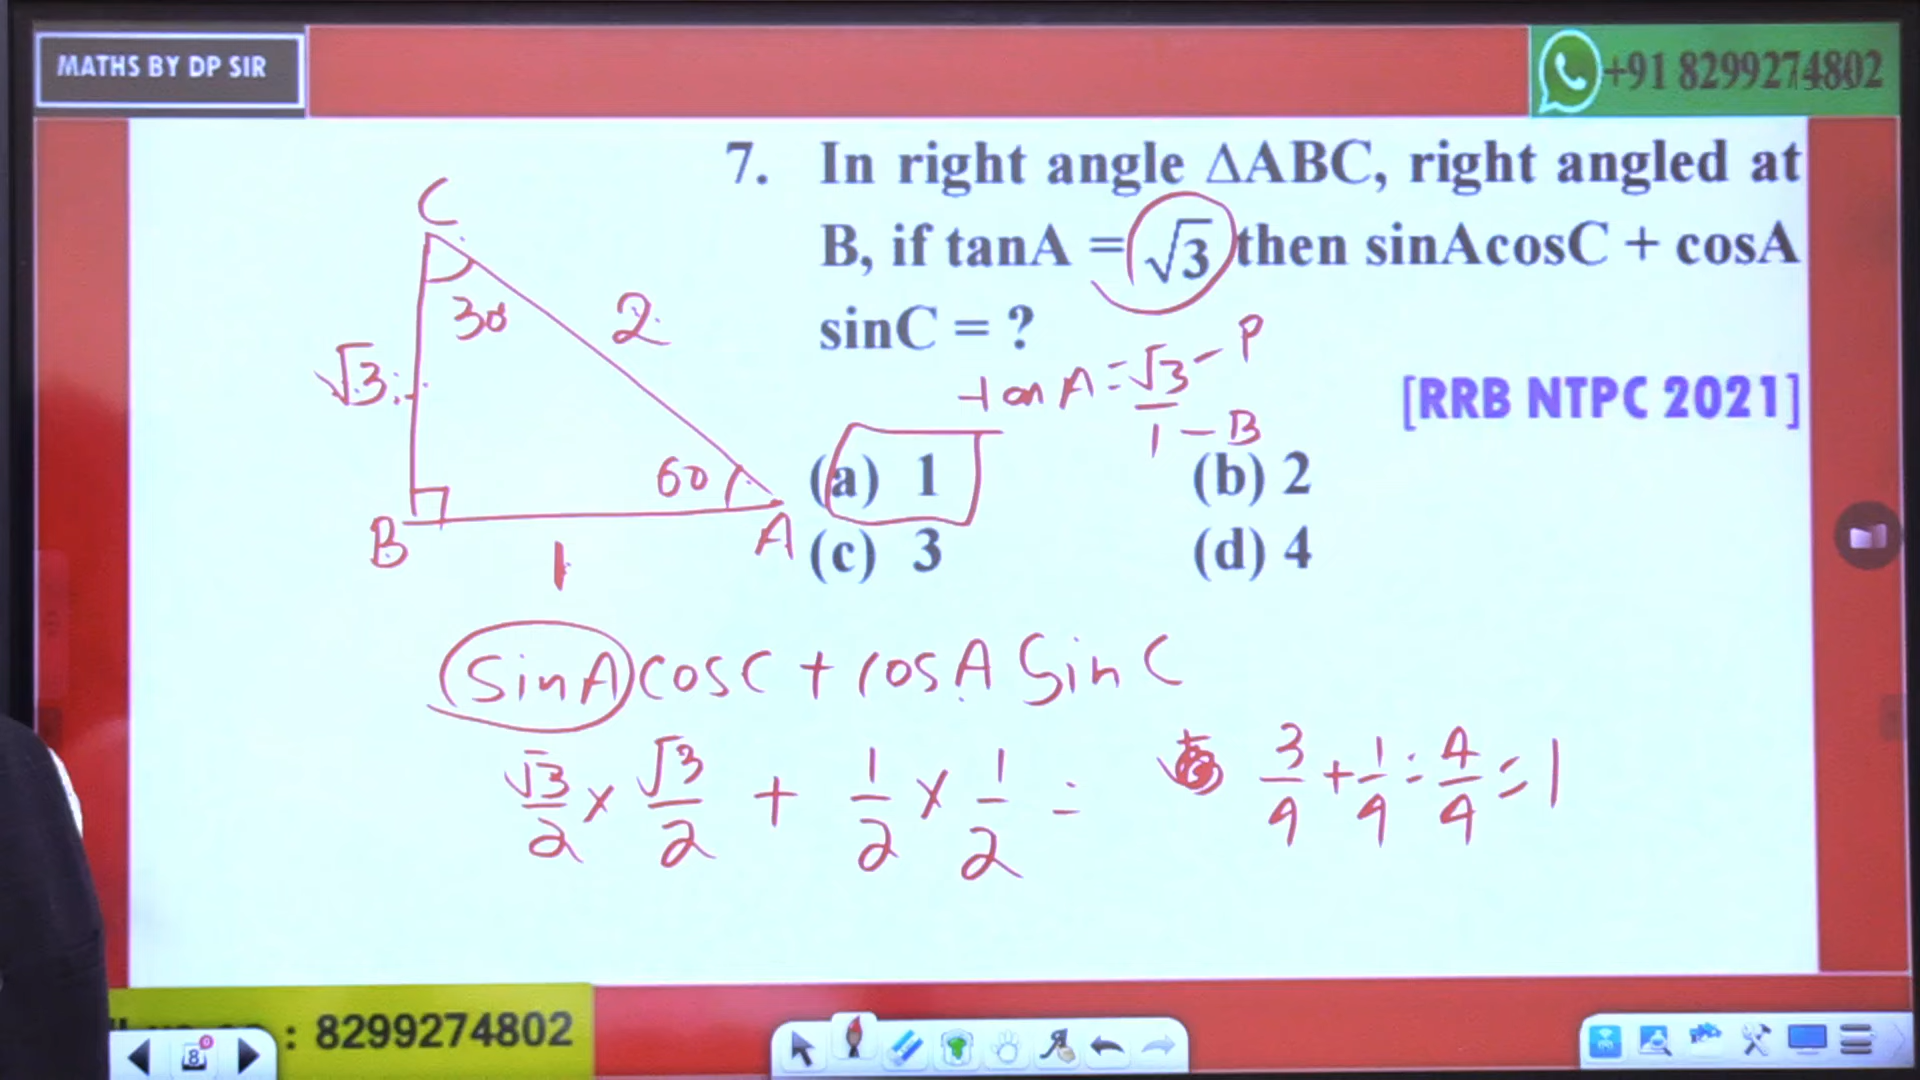 MATHS BY DP SIR
+91 8299274802
7. In right angle ΔABC, right angled at
B, if tanA = √3 then sinAcosC + cosA
sinC = ?
[RRB NTPC 2021]
tanA = √3/1 - P
- B
(a) 1 (b) 2
(c) 3 (d) 4
C
30
2
√3
60
B
A
1
sinA cosC + cosA SinC
√3/2 × √3/2 + 1/2 × 1/2 = 3/4 + 1/4 = 4/4 = 1
: 8299274802
8